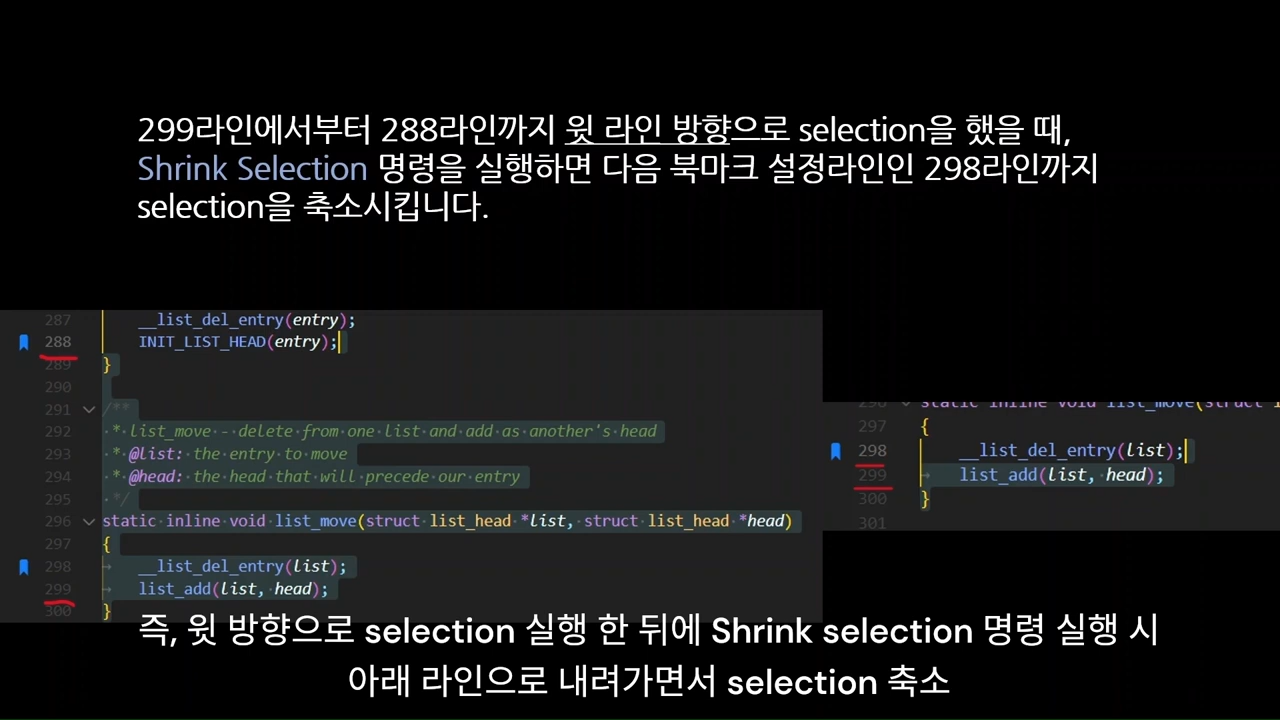 299라인에서부터 288라인까지 윗 라인 방향으로 selection을 했을 때,
Shrink Selection 명령을 실행하면 다음 북마크 설정라인인 298라인까지
selection을 축소시킵니다.
287 __list_del_entry(entry);
288 INIT_LIST_HEAD(entry);
289 }
290
291 /**
292 * list_move - delete from one list and add as another's head
293 * @list: the entry to move
294 * @head: the head that will precede our entry
295 */
296 static inline void list_move(struct list_head *list, struct list_head *head)
297 {
298 __list_del_entry(list);
299 list_add(list, head);
300 }
296 static inline void list_move(struct
297 {
298 __list_del_entry(list);
299 list_add(list, head);
300 }
301
즉, 윗 방향으로 selection 실행 한 뒤에 Shrink selection 명령 실행 시
아래 라인으로 내려가면서 selection 축소